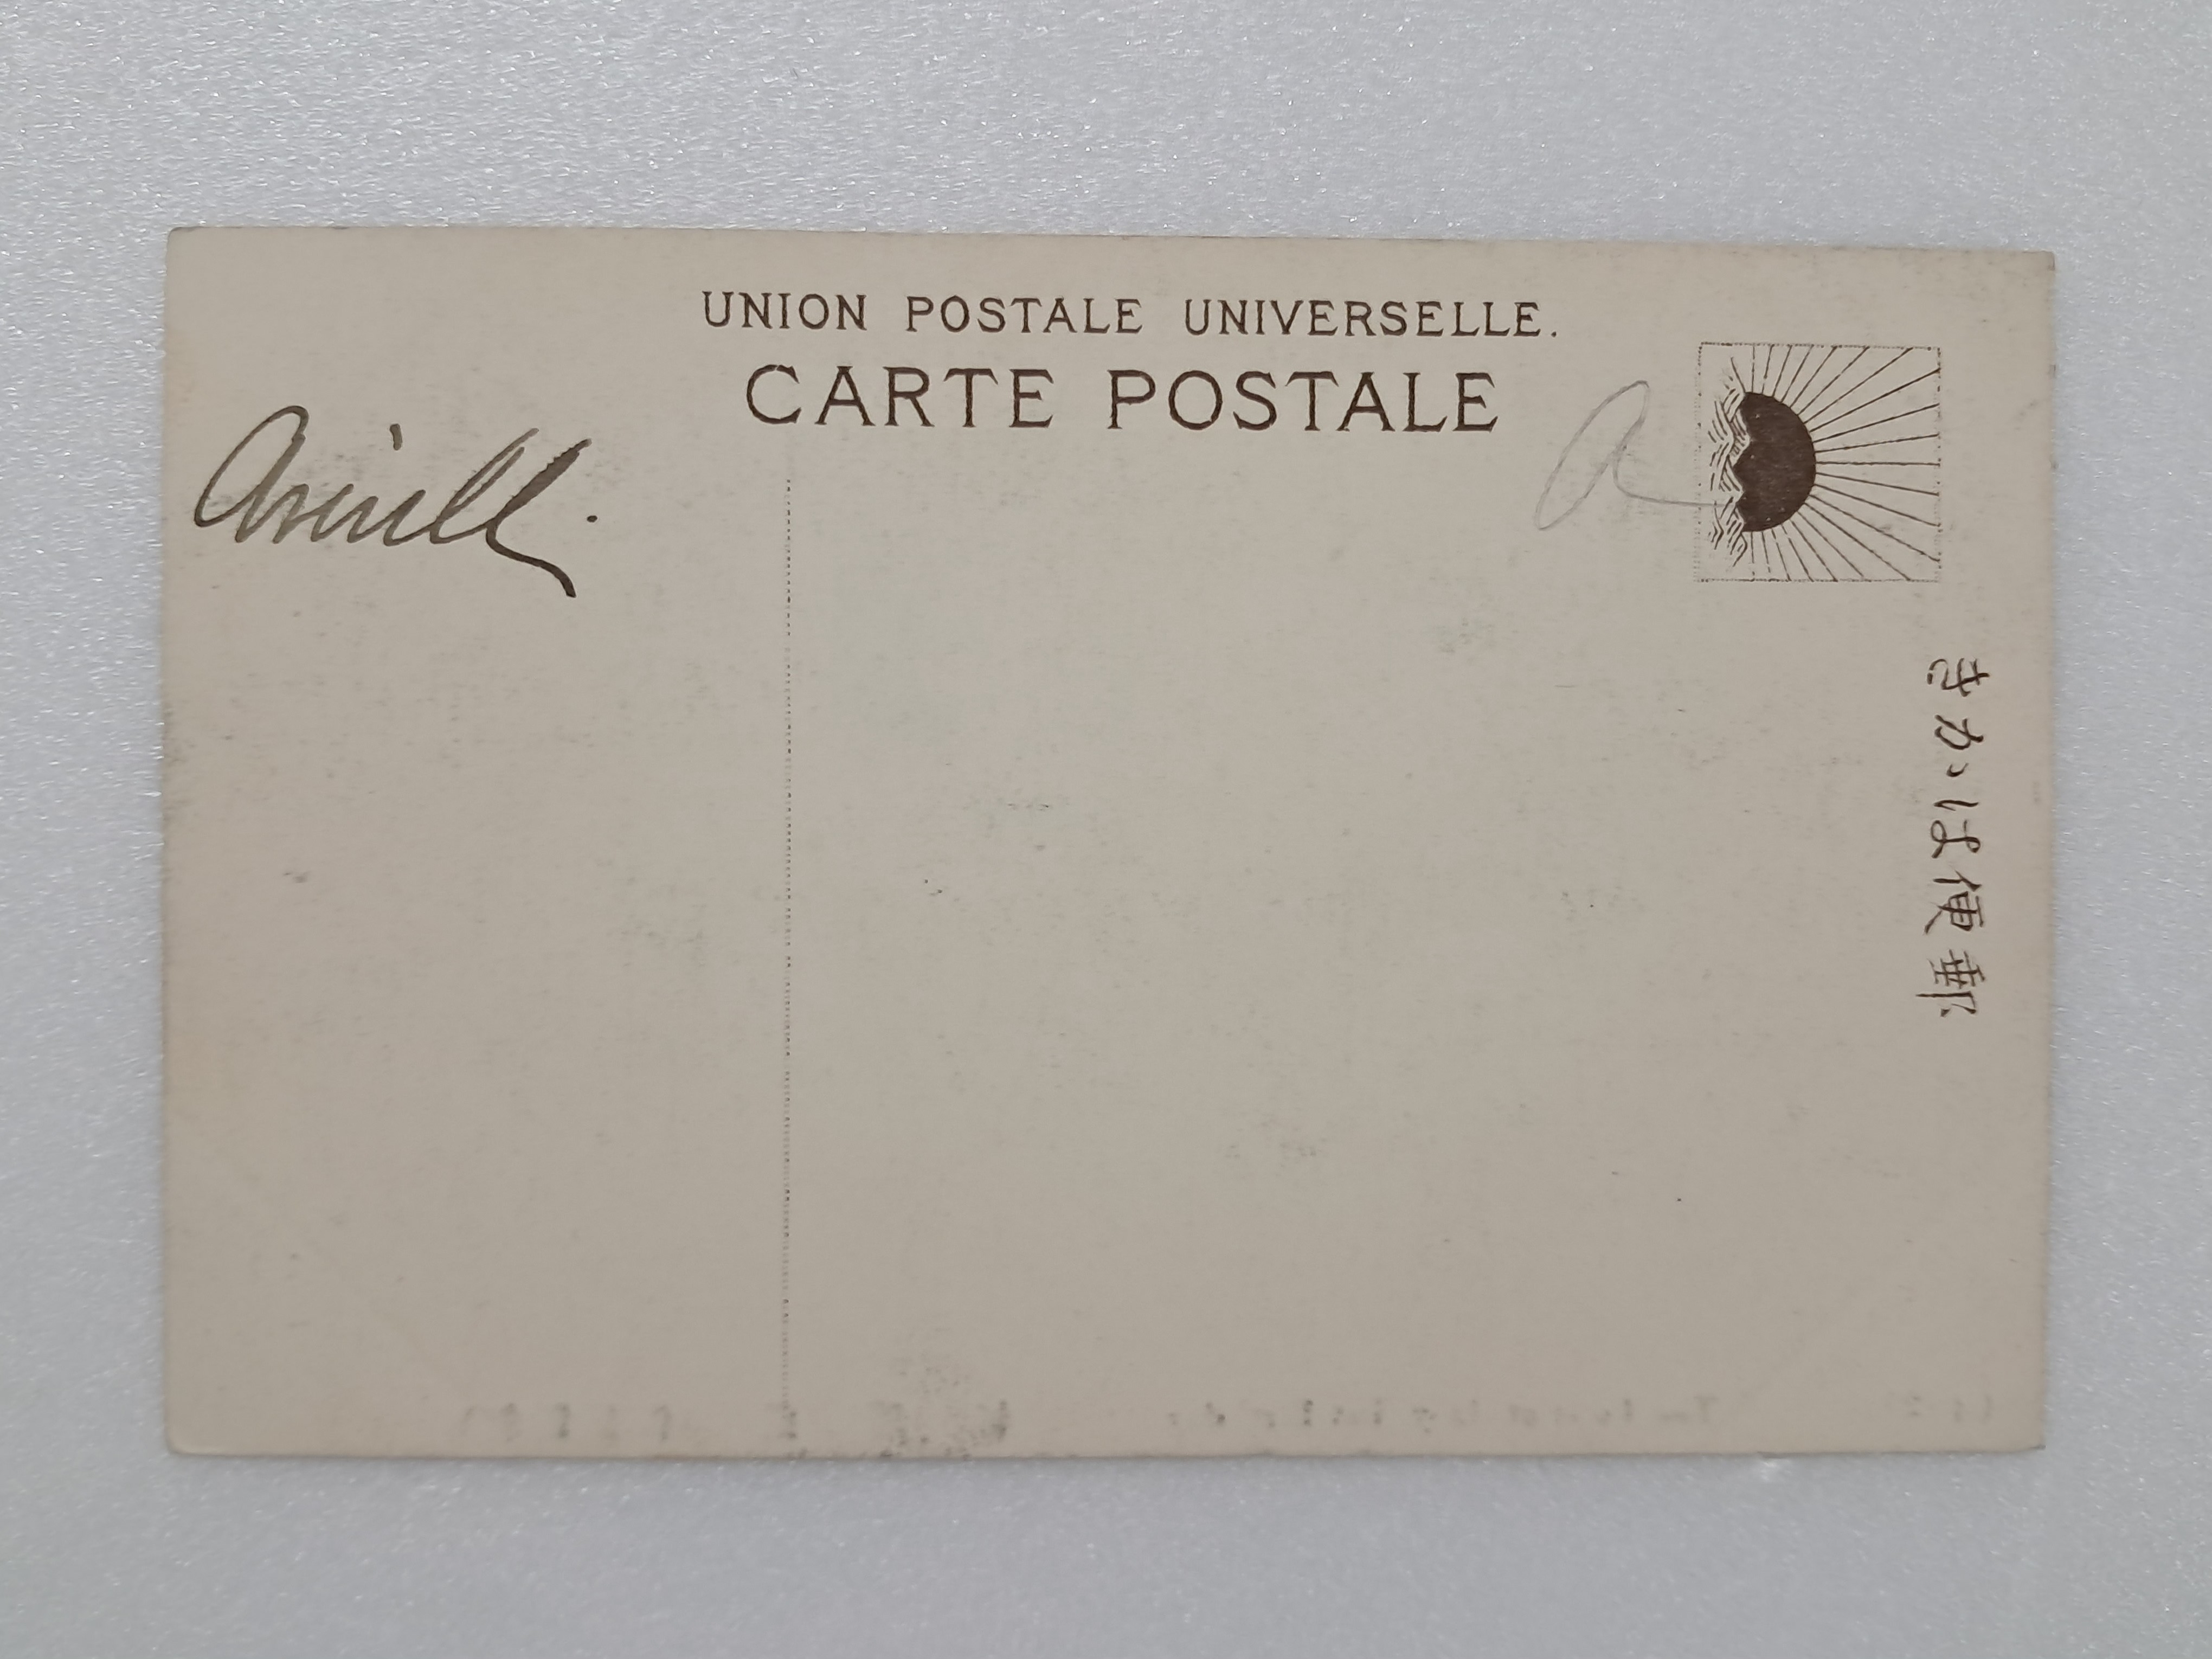 UNION POSTALE UNIVERSELLE.
CARTE POSTALE
a
きかは便郵